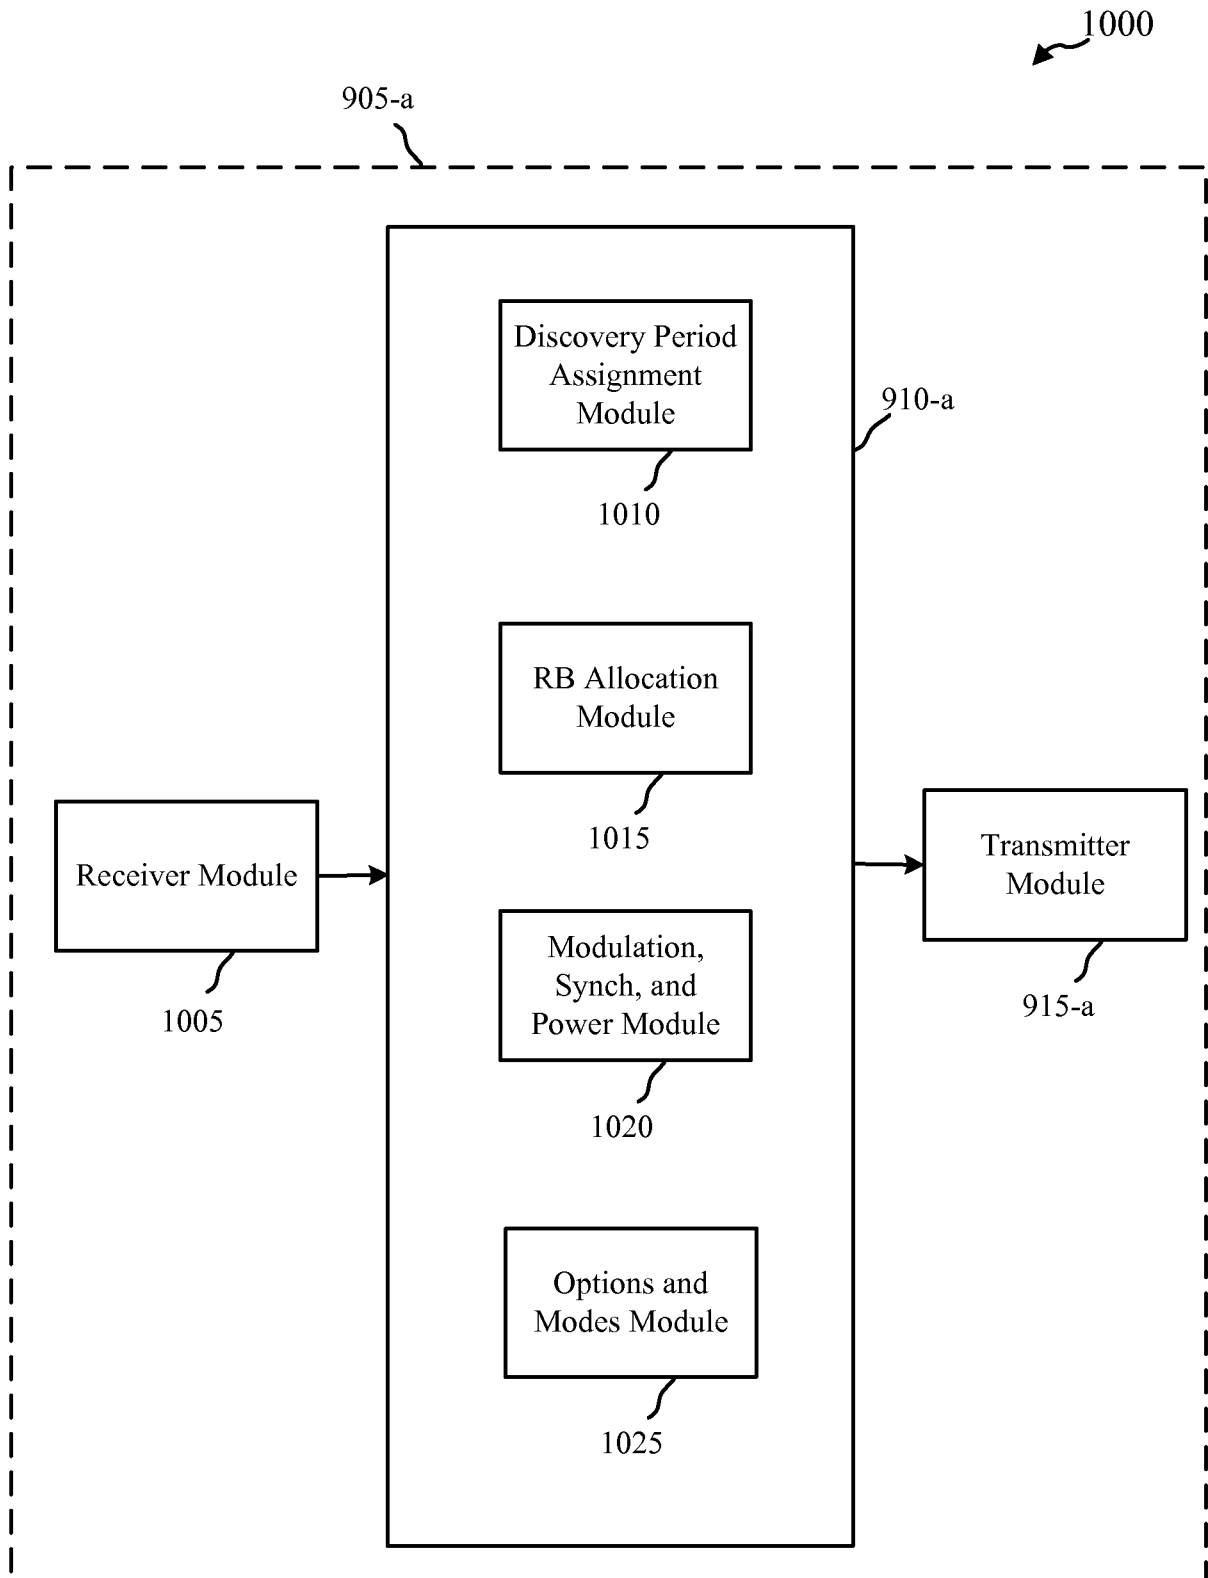 1000
905-a
Discovery Period
Assignment
Module
910-a
1010
RB Allocation
Module
1015
Receiver Module
1005
Transmitter
Module
915-a
Modulation,
Synch, and
Power Module
1020
Options and
Modes Module
1025